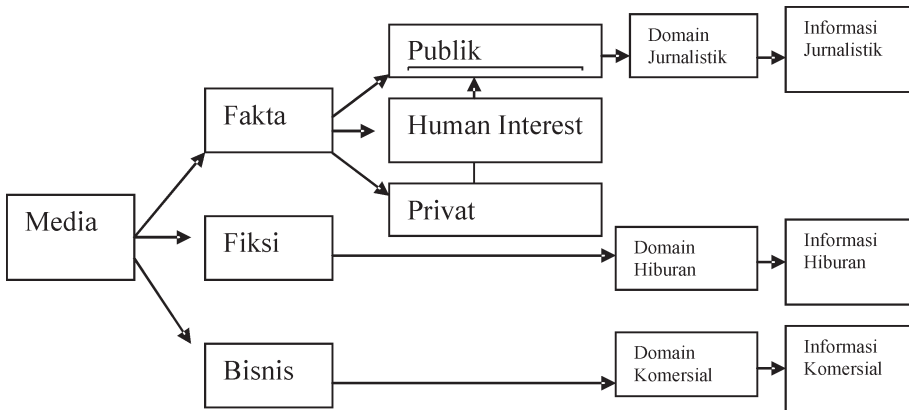 Media
Fakta
Fiksi
Bisnis
Publik
Human Interest
Privat
Domain
Jurnalistik
Domain
Hiburan
Domain
Komersial
Informasi
Jurnalistik
Informasi
Hiburan
Informasi
Komersial